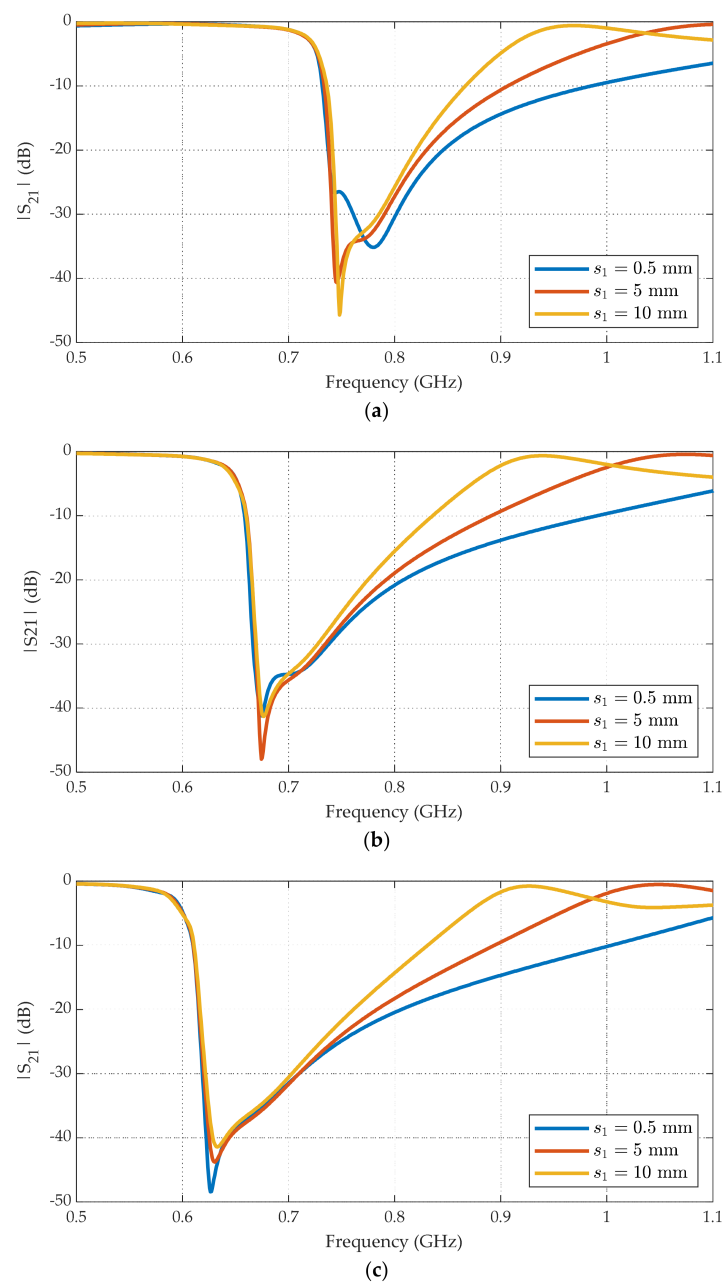 0
-10
-20
-30
-40
-50
|S21| (dB)
s1 = 0.5 mm
s1 = 5 mm
s1 = 10 mm
0.5 0.6 0.7 0.8 0.9 1 1.1
Frequency (GHz)
(a)
0
-10
-20
-30
-40
-50
|S21| (dB)
s1 = 0.5 mm
s1 = 5 mm
s1 = 10 mm
0.5 0.6 0.7 0.8 0.9 1 1.1
Frequency (GHz)
(b)
0
-10
-20
-30
-40
-50
|S21| (dB)
s1 = 0.5 mm
s1 = 5 mm
s1 = 10 mm
0.5 0.6 0.7 0.8 0.9 1 1.1
Frequency (GHz)
(c)